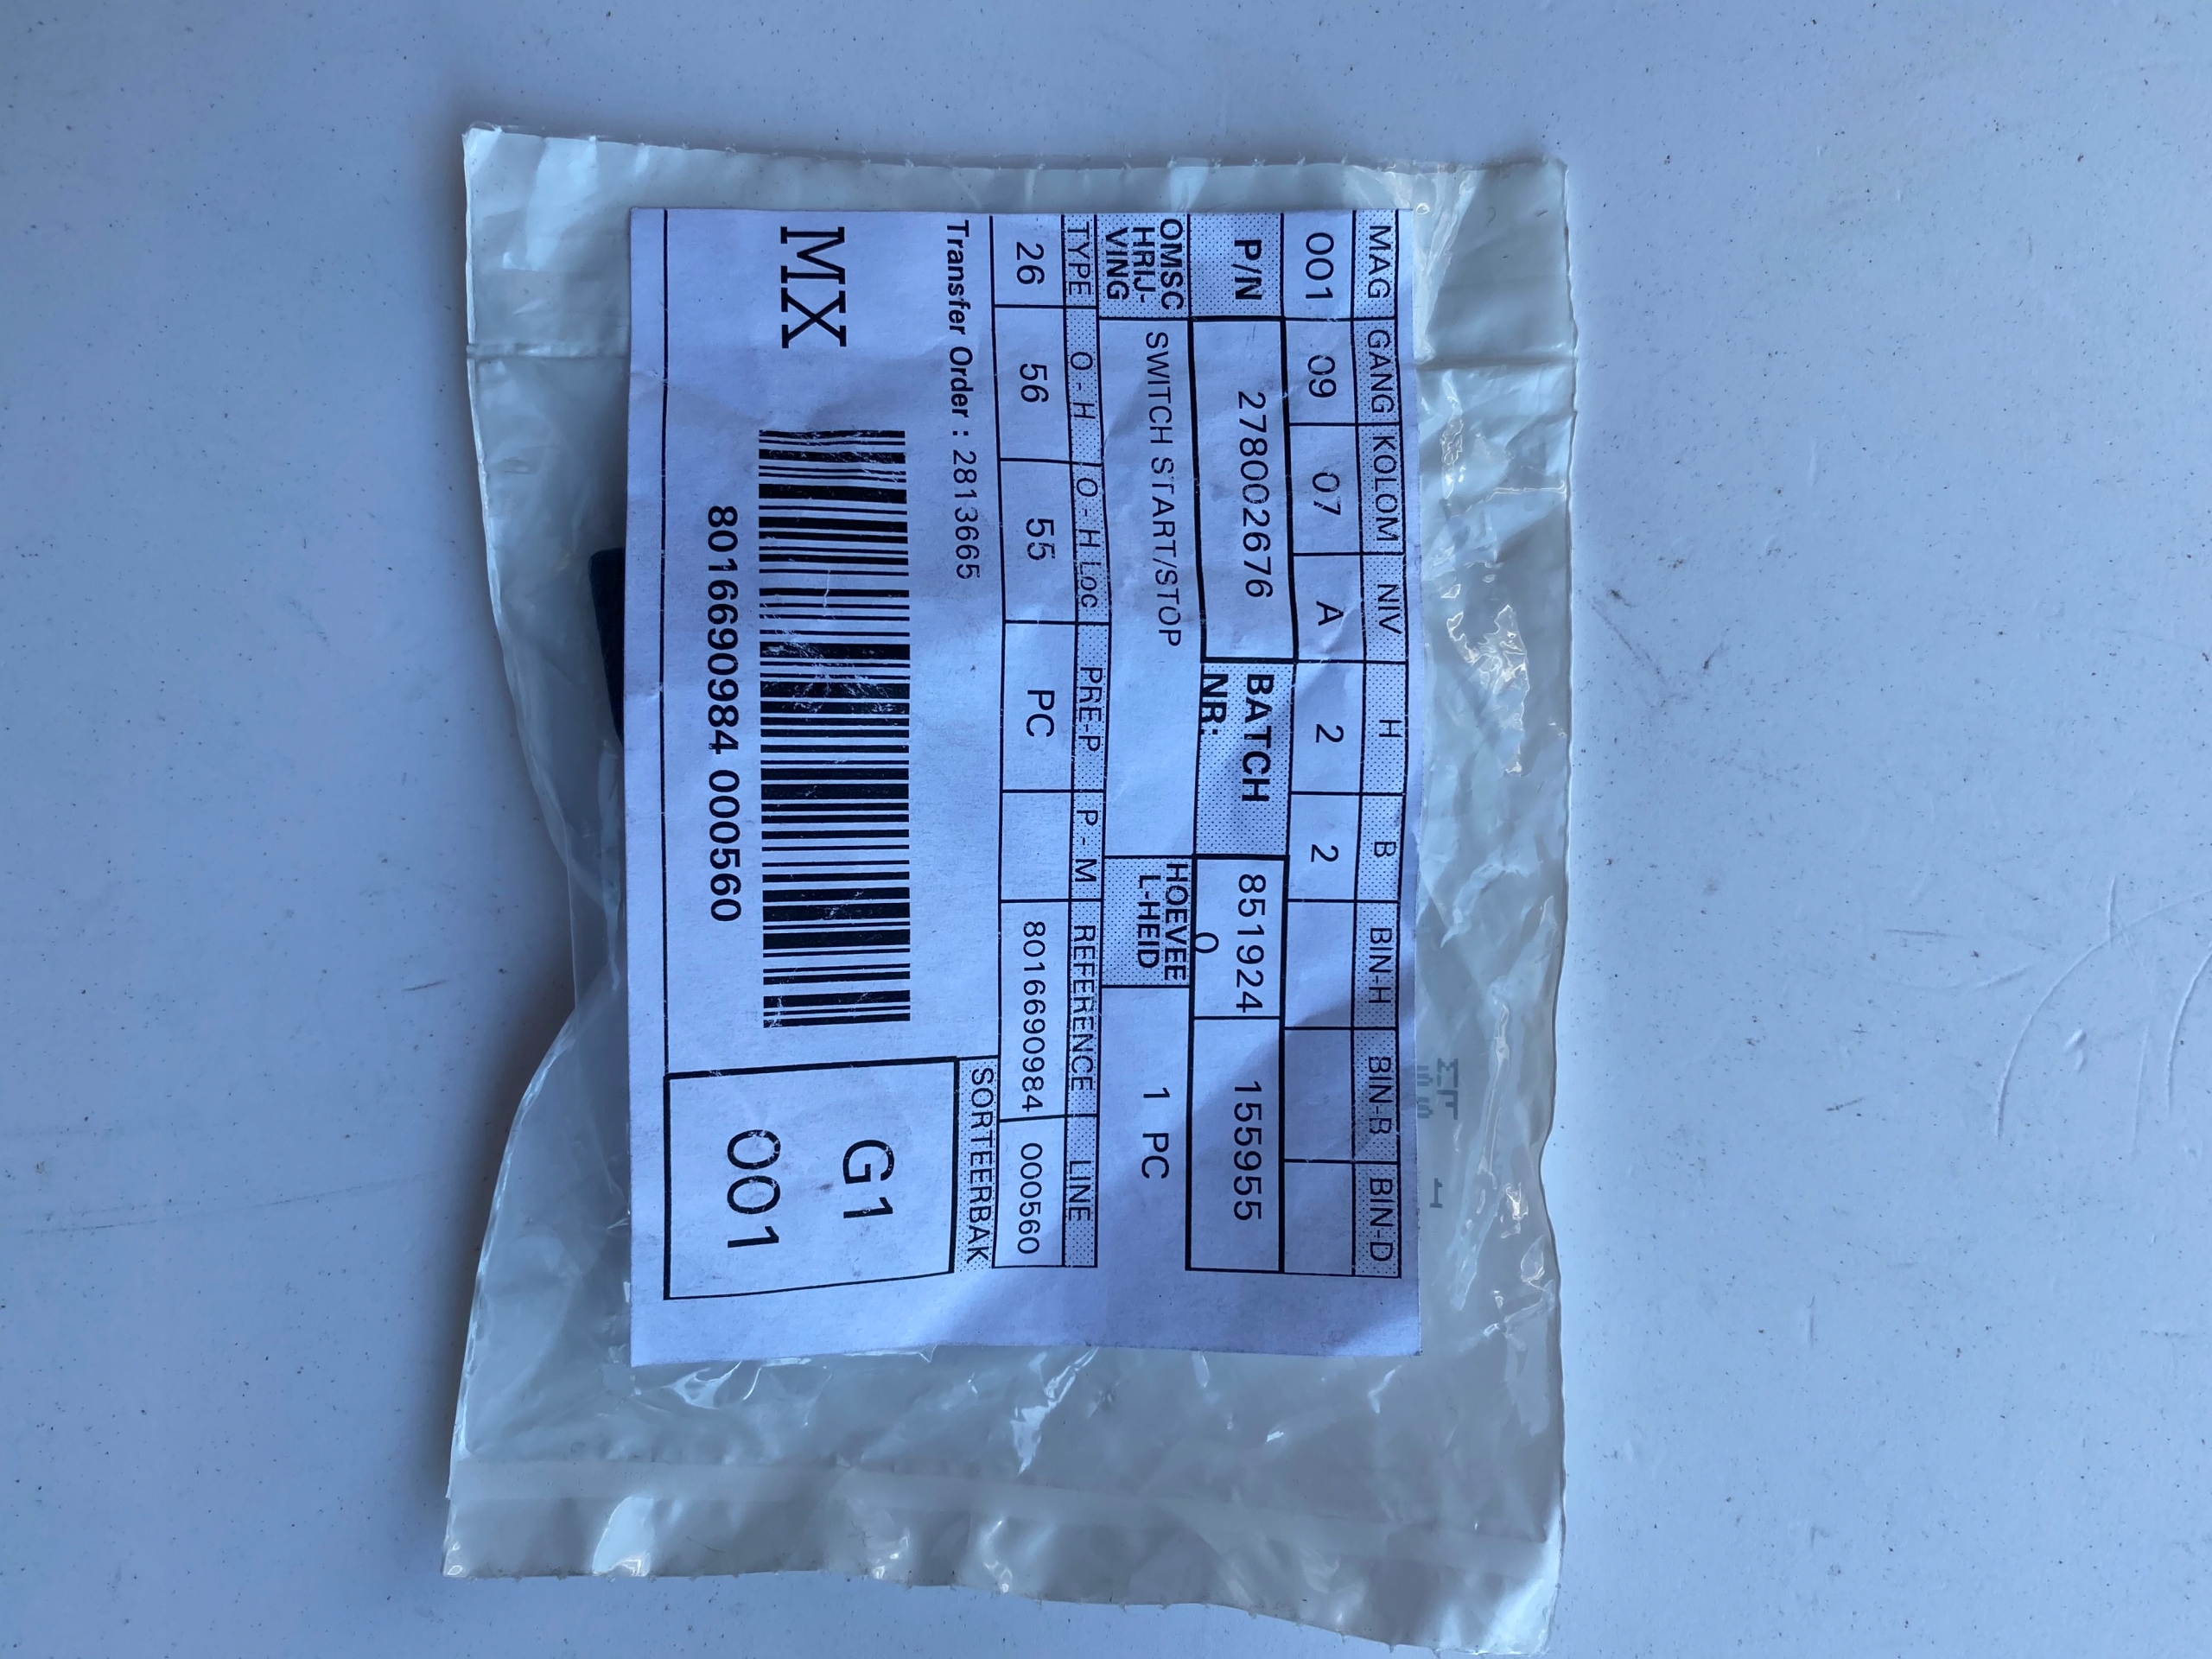 MAG GANG KOLOM NIV H B BIN-H BIN-B BIN-D
001 09 07 A 2 2
P/N 278002676 BATCH NR: 851924 0 1559555
OMSC HRIJ- VING SWITCH START/STOP HOEVEE L-HEID 1 PC
TYPE O - H O - H LOC PRE-P P - M REFERENCE LINE
26 56 55 PC 8016690984 000560
Transfer Order : 2813665
SORTEERBAK
MX
G1
8016690984 000560
001